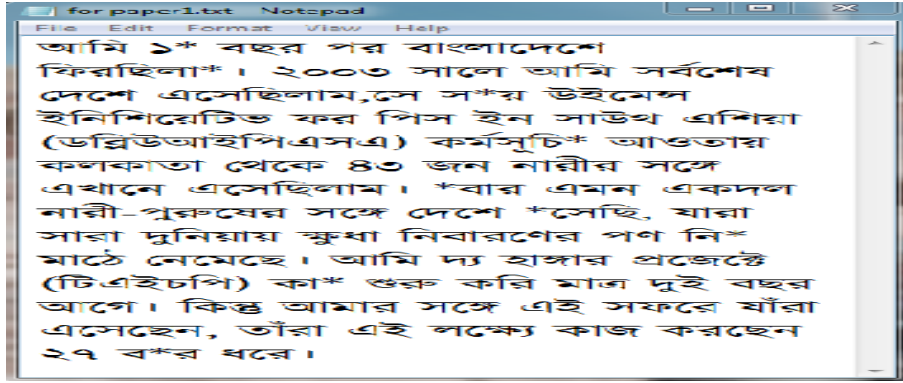 for paper1.txt - Notepad
File Edit Format View Help
আমি ১* বছর পর বাংলাদেশে
ফিরছিলা*। ২০০৩ সালে আমি সর্বশেষ
দেশে এসেছিলাম,সে স*য় উইমেন্স
ইনিশিয়েটিভ ফর পিস ইন সাউথ এশিয়া
(ডব্লিউআইপিএসএ) কর্মসূচি* আওতায়
কলকাতা থেকে ৪৩ জন নারীর সঙ্গে
এখানে এসেছিলাম। *বার এমন একদল
নারী-পুরুষের সঙ্গে দেশে *সেছি, যারা
সারা দুনিয়ায় ক্ষুধা নিবারণের পণ নি*
মাঠে নেমেছে। আমি দ্য হাঙ্গার প্রজেক্টে
(টিএইচপি) কা* শুরু করি মাত্র দুই বছর
আগে। কিন্তু আমার সঙ্গে এই সফরে যাঁরা
এসেছেন, তাঁরা এই লক্ষ্যে কাজ করছেন
২৭ ব*র ধরে।